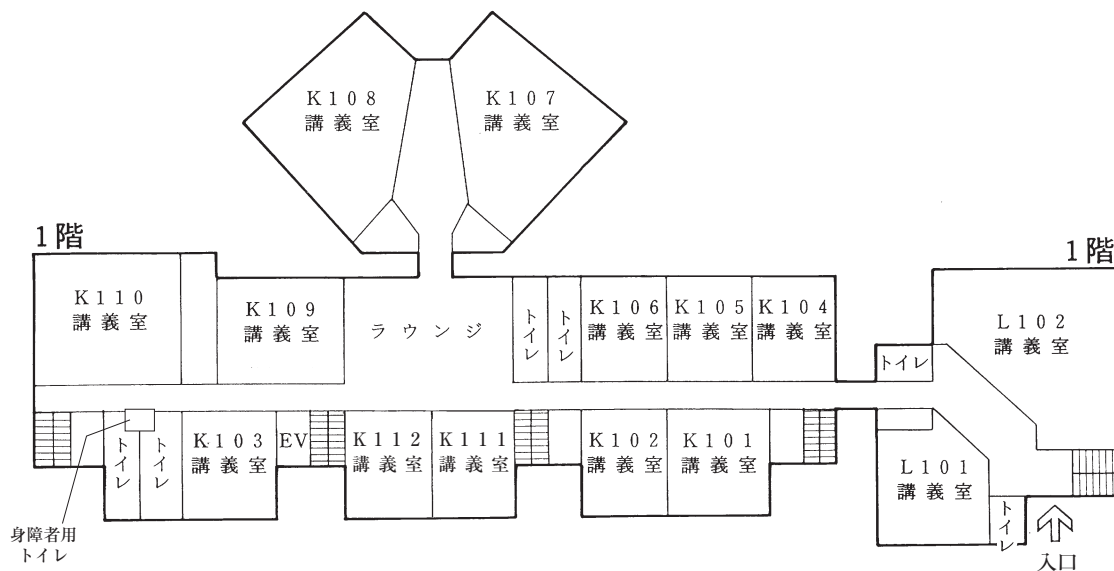 K108
講義室
K107
講義室
1階
1階
K110
講義室
K109
講義室
ラウンジ
トイレ
トイレ
K106
講義室
K105
講義室
K104
講義室
トイレ
L102
講義室
トイレ
トイレ
K103
講義室
EV
K112
講義室
K111
講義室
K102
講義室
K101
講義室
L101
講義室
トイレ
身障者用
トイレ
入口